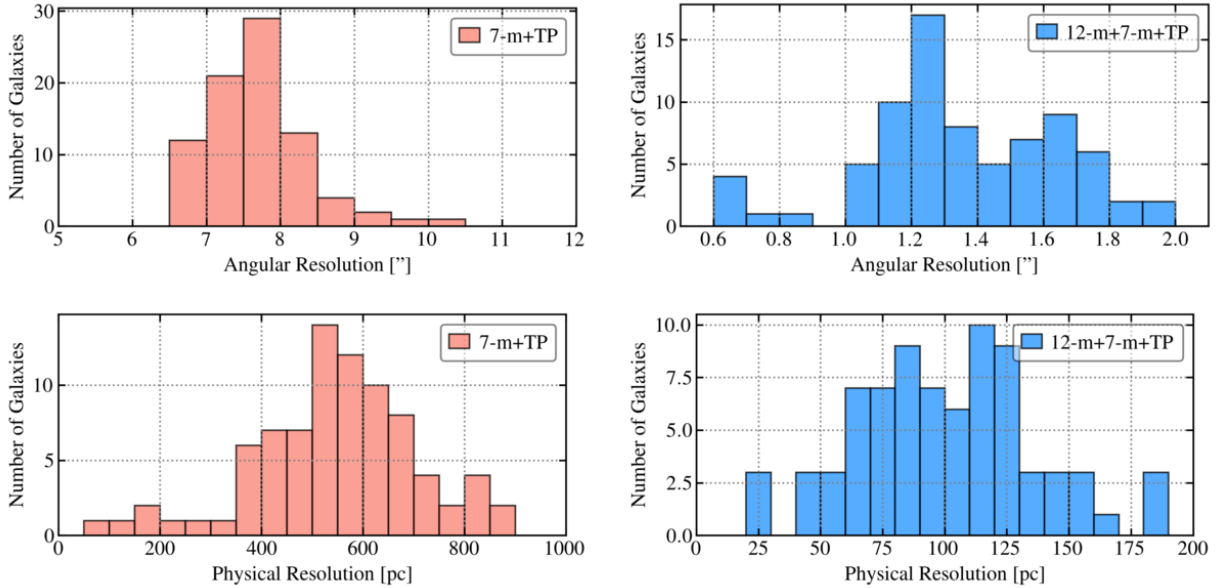 30
20
10
0
Number of Galaxies
7-m+TP
5 6 7 8 9 10 11 12
Angular Resolution [”]
15
10
5
0
Number of Galaxies
12-m+7-m+TP
0.6 0.8 1.0 1.2 1.4 1.6 1.8 2.0
Angular Resolution [”]
10
5
0
Number of Galaxies
7-m+TP
0 200 400 600 800 1000
Physical Resolution [pc]
10.0
7.5
5.0
2.5
0.0
Number of Galaxies
12-m+7-m+TP
0 25 50 75 100 125 150 175 200
Physical Resolution [pc]